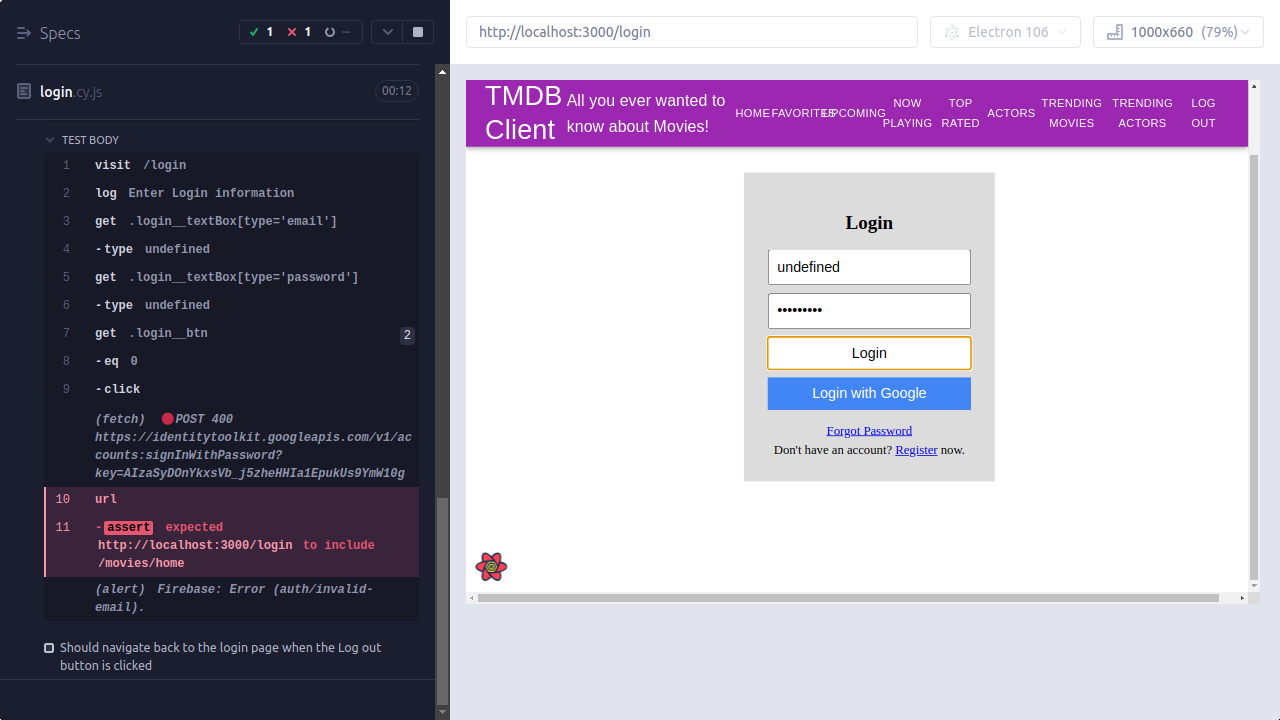 Specs
1 1 --
login.cy.js 00:12
TEST BODY
1 visit /login
2 log Enter Login information
3 get .login__textBox[type='email']
4 -type undefined
5 get .login__textBox[type='password']
6 -type undefined
7 get .login__btn 2
8 -eq 0
9 -click
(fetch) POST 400
https://identitytoolkit.googleapis.com/v1/ac
counts:signInWithPassword?
key=AIzaSyDOnYkxsVb_j5zheHHIa1EpukUs9YmW10g
10 url
11 -assert expected
http://localhost:3000/login to include
/movies/home
(alert) Firebase: Error (auth/invalid-
email).
Should navigate back to the login page when the Log out
button is clicked
http://localhost:3000/login
Electron 106
1000x660 (79%)
TMDB
Client
All you ever wanted to
know about Movies!
HOME
FAVORITES
UPCOMING
NOW
PLAYING
TOP
RATED
ACTORS
TRENDING
MOVIES
TRENDING
ACTORS
LOG
OUT
Login
undefined
•••••••••
Login
Login with Google
Forgot Password
Don't have an account? Register now.